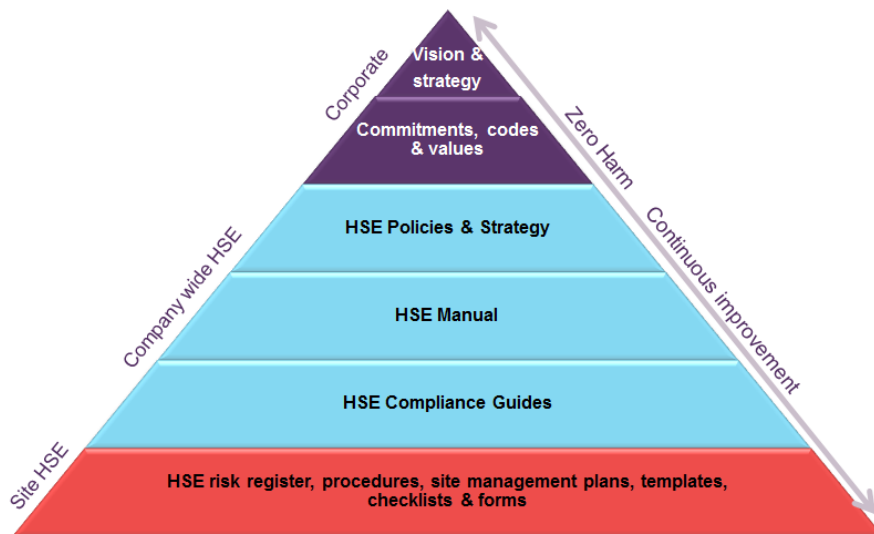 Vision &
strategy
Commitments, codes
& values
HSE Policies & Strategy
HSE Manual
HSE Compliance Guides
HSE risk register, procedures, site management plans, templates,
checklists & forms
Corporate
Company wide HSE
Site HSE
Zero Harm
Continuous improvement